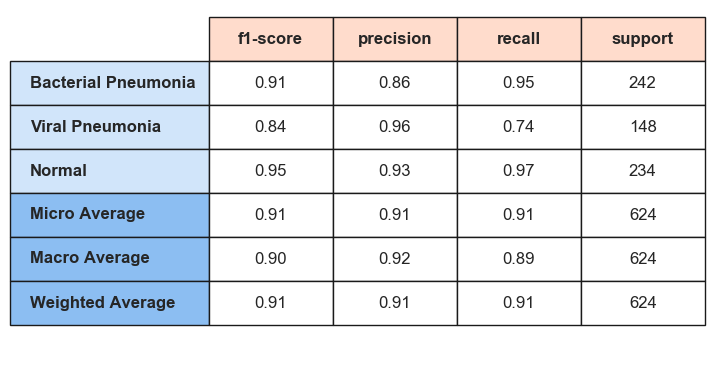 f1-score precision recall support
Bacterial Pneumonia 0.91 0.86 0.95 242
Viral Pneumonia 0.84 0.96 0.74 148
Normal 0.95 0.93 0.97 234
Micro Average 0.91 0.91 0.91 624
Macro Average 0.90 0.92 0.89 624
Weighted Average 0.91 0.91 0.91 624